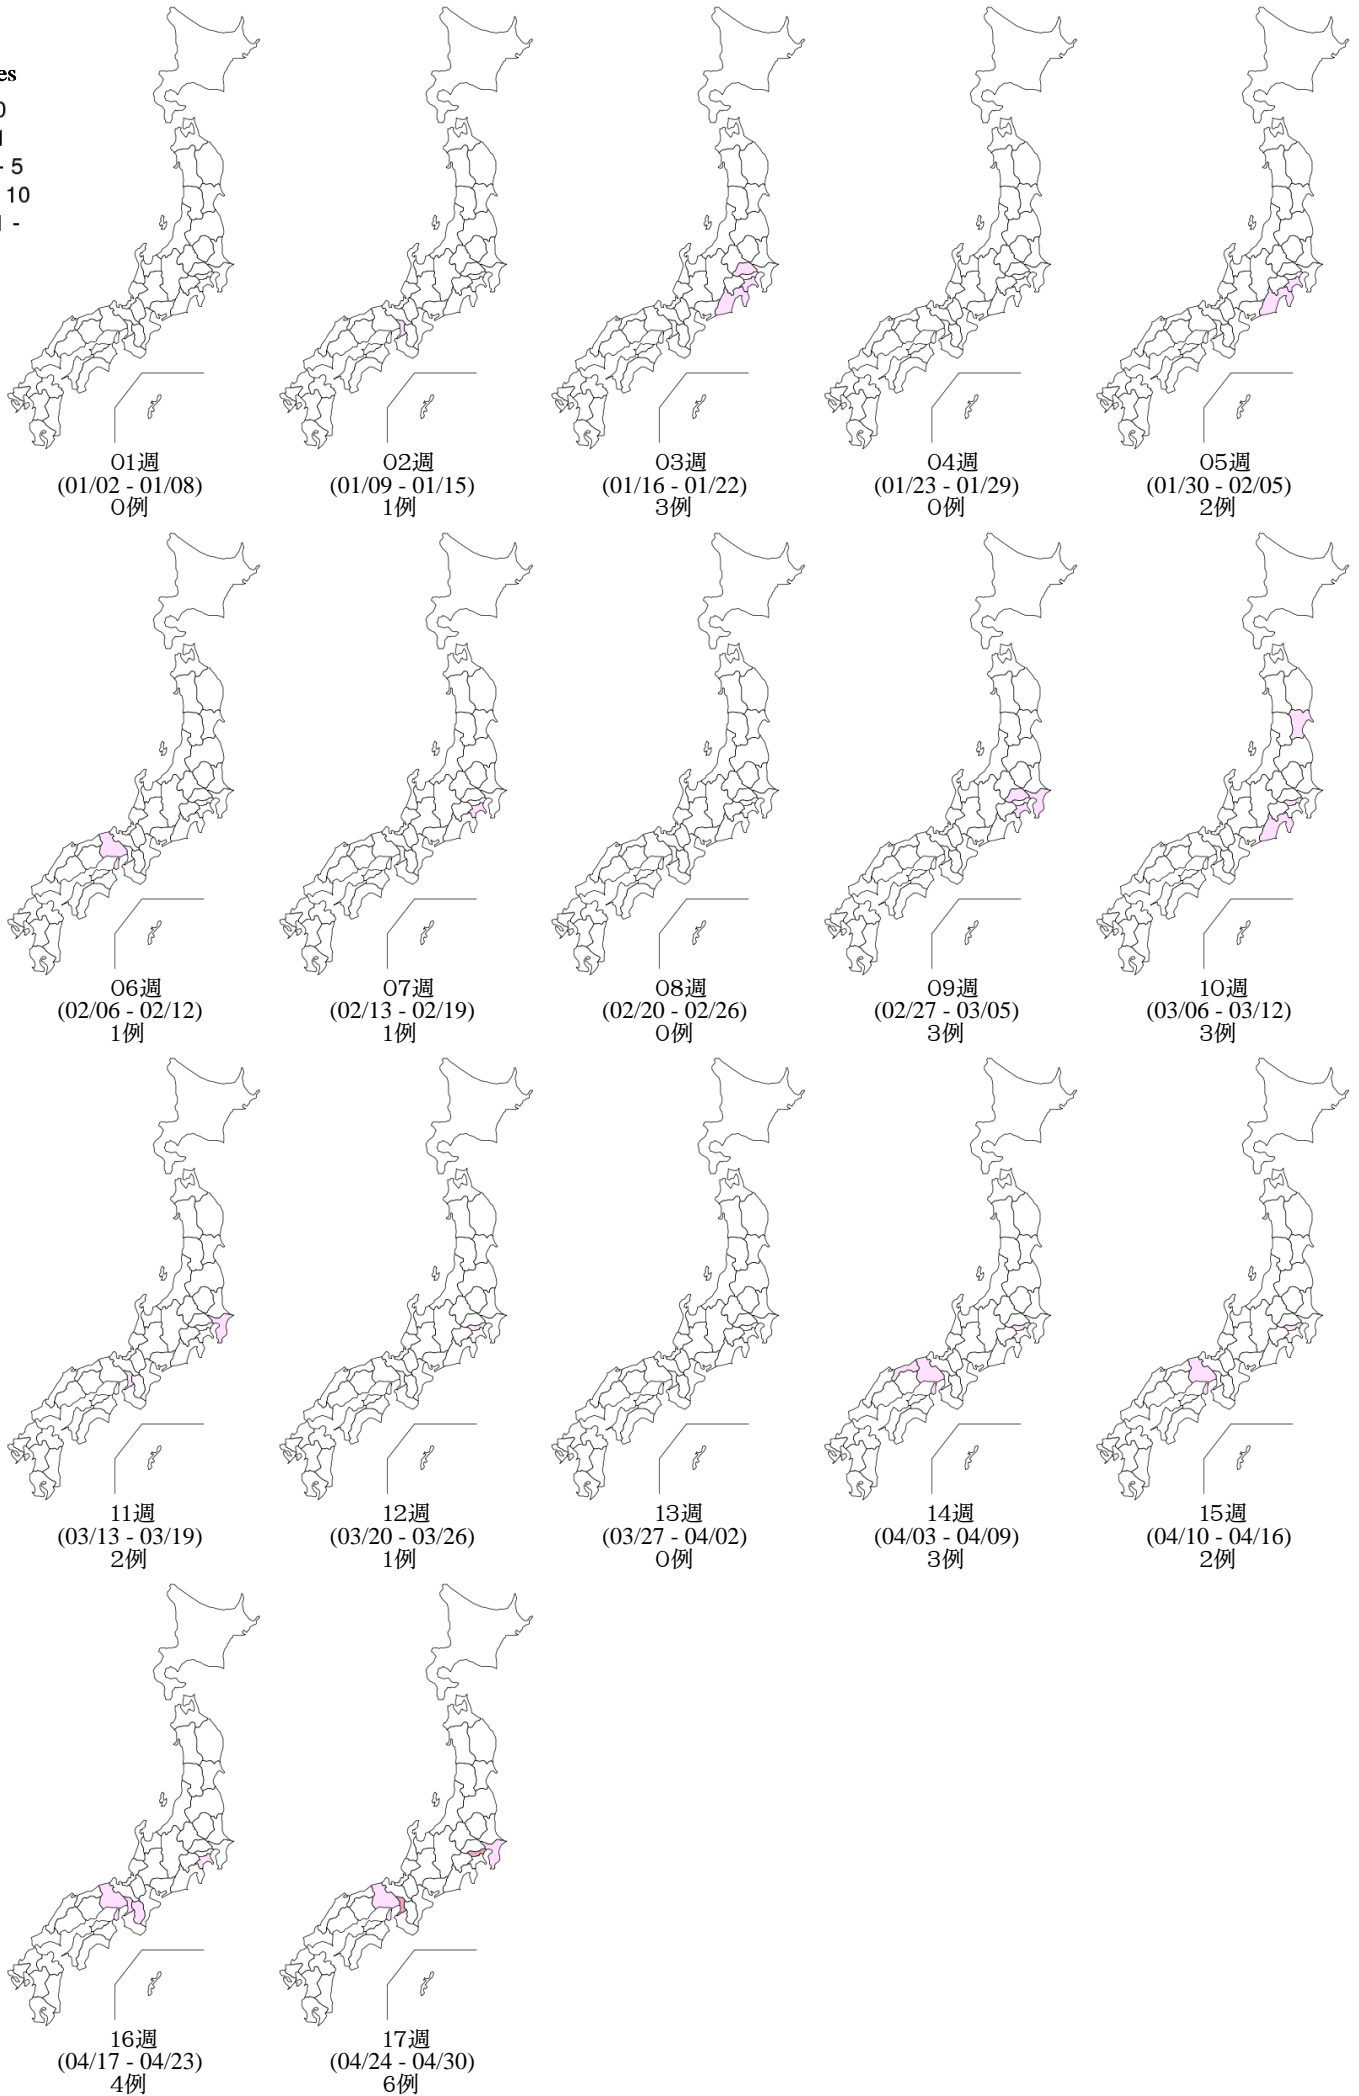 es
0
1
- 5
10
1 -
01週
(01/02 - 01/08)
0例
02週
(01/09 - 01/15)
1例
03週
(01/16 - 01/22)
3例
04週
(01/23 - 01/29)
0例
05週
(01/30 - 02/05)
2例
06週
(02/06 - 02/12)
1例
07週
(02/13 - 02/19)
1例
08週
(02/20 - 02/26)
0例
09週
(02/27 - 03/05)
3例
10週
(03/06 - 03/12)
3例
11週
(03/13 - 03/19)
2例
12週
(03/20 - 03/26)
1例
13週
(03/27 - 04/02)
0例
14週
(04/03 - 04/09)
3例
15週
(04/10 - 04/16)
2例
16週
(04/17 - 04/23)
4例
17週
(04/24 - 04/30)
6例